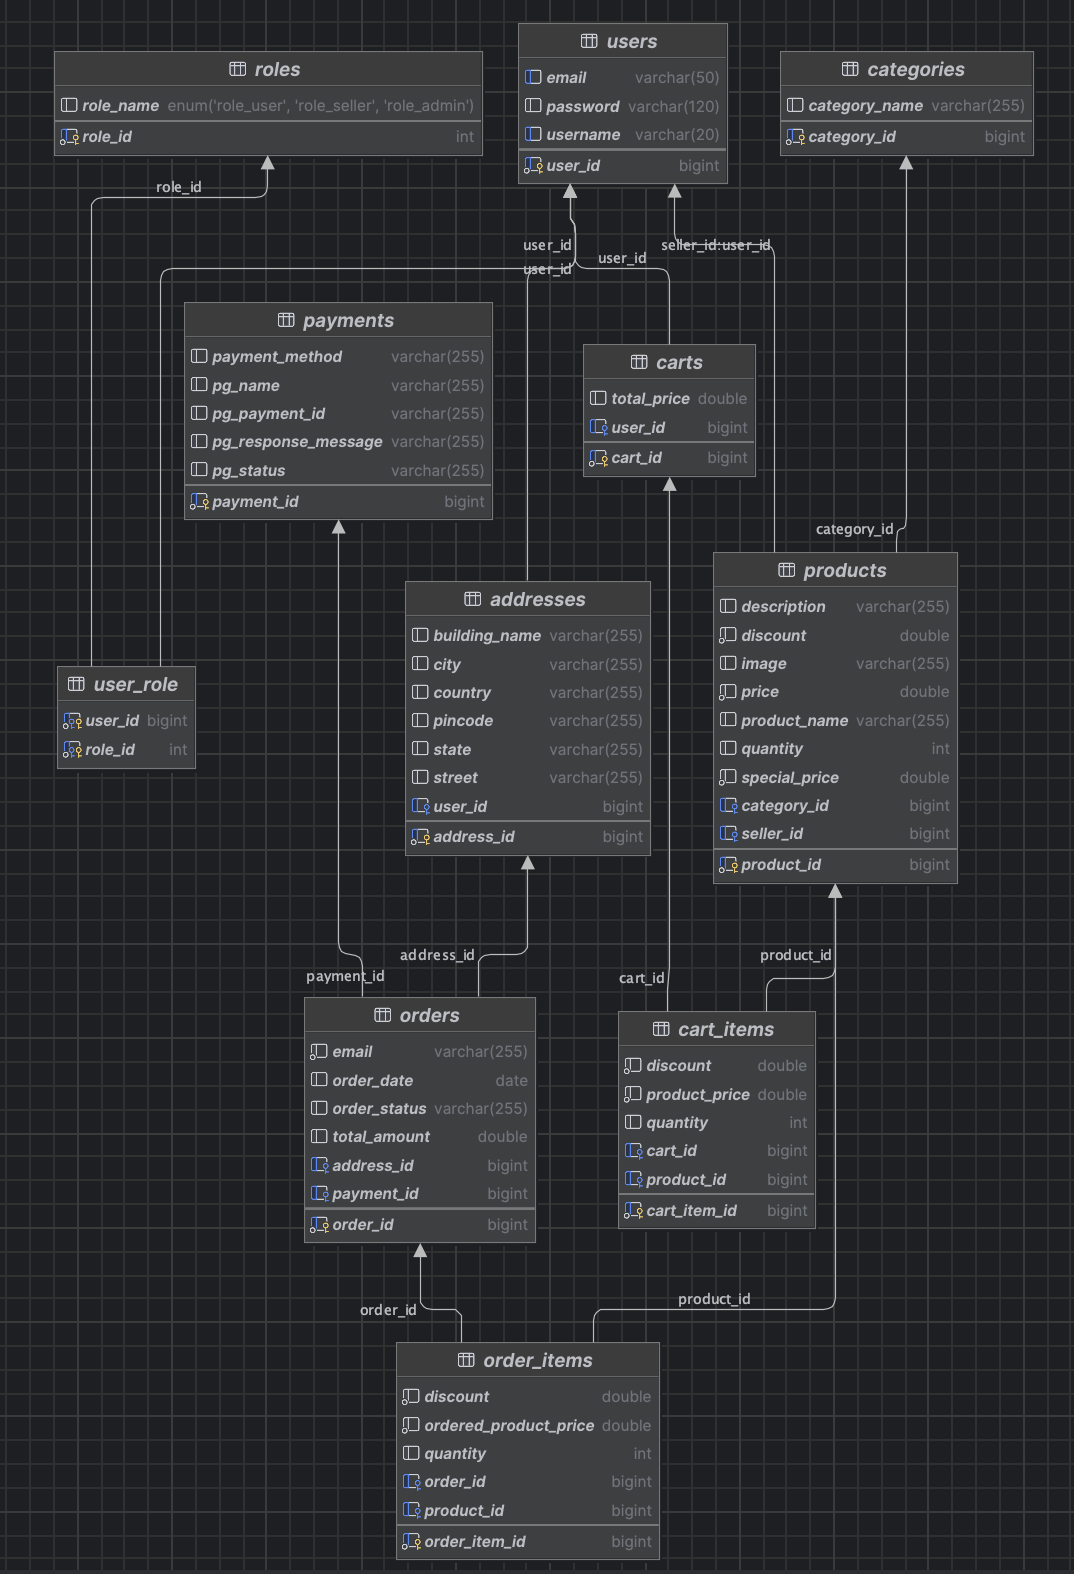 roles
role_name enum('role_user', 'role_seller', 'role_admin')
role_id int
users
email varchar(50)
password varchar(120)
username varchar(20)
user_id bigint
categories
category_name varchar(255)
category_id bigint
role_id
user_id
user_id
user_id
seller_id:user_id
payments
payment_method varchar(255)
pg_name varchar(255)
pg_payment_id varchar(255)
pg_response_message varchar(255)
pg_status varchar(255)
payment_id bigint
carts
total_price double
user_id bigint
cart_id bigint
category_id
products
description varchar(255)
discount double
image varchar(255)
price double
product_name varchar(255)
quantity int
special_price double
category_id bigint
seller_id bigint
product_id bigint
addresses
building_name varchar(255)
city varchar(255)
country varchar(255)
pincode varchar(255)
state varchar(255)
street varchar(255)
user_id bigint
address_id bigint
user_role
user_id bigint
role_id int
payment_id
address_id
cart_id
product_id
orders
email varchar(255)
order_date date
order_status varchar(255)
total_amount double
address_id bigint
payment_id bigint
order_id bigint
cart_items
discount double
product_price double
quantity int
cart_id bigint
product_id bigint
cart_item_id bigint
order_id
product_id
order_items
discount double
ordered_product_price double
quantity int
order_id bigint
product_id bigint
order_item_id bigint